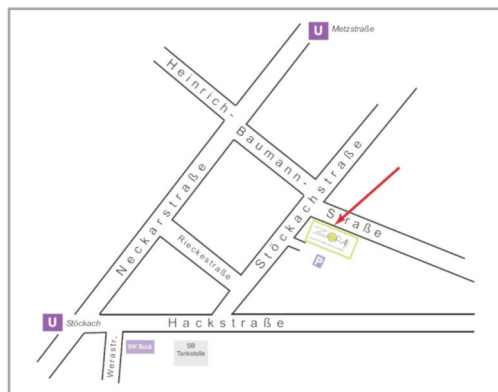 U Metzstraße
Heinrich-
Baumann-
Straße
Neckarstraße
Stöckachstraße
Rieckestraße
P
U Stöckach
Hackstraße
Werastr.
BW Bank
SB
Tankstelle